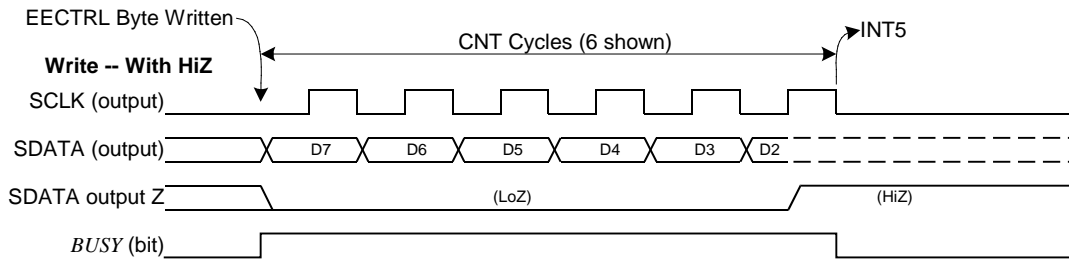 EECTRL Byte Written
CNT Cycles (6 shown)
INT5
Write -- With HiZ
SCLK (output)
SDATA (output)
D7 D6 D5 D4 D3 D2
SDATA output Z
(LoZ)
(HiZ)
BUSY (bit)